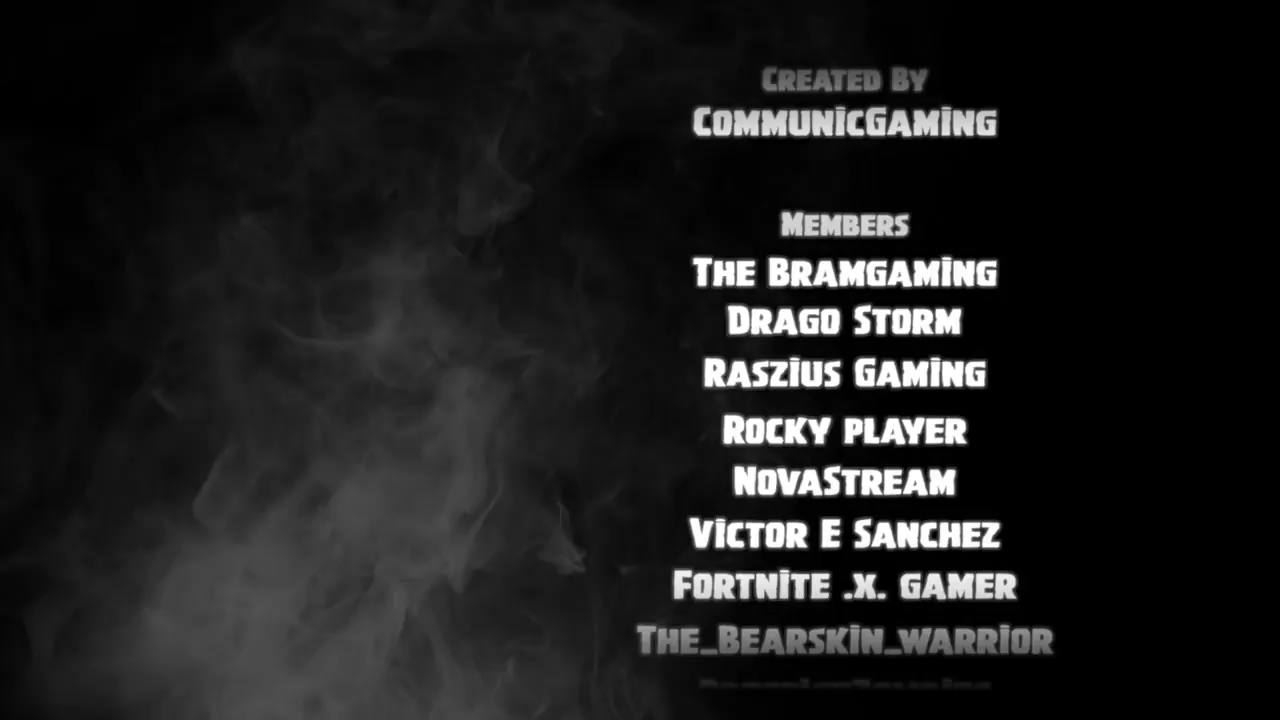 Created By
CommunicGaming
Members
The Bramgaming
Drago Storm
Raszius Gaming
Rocky player
NovaStream
Victor E Sanchez
Fortnite .x. gamer
The_Bearskin_warrior